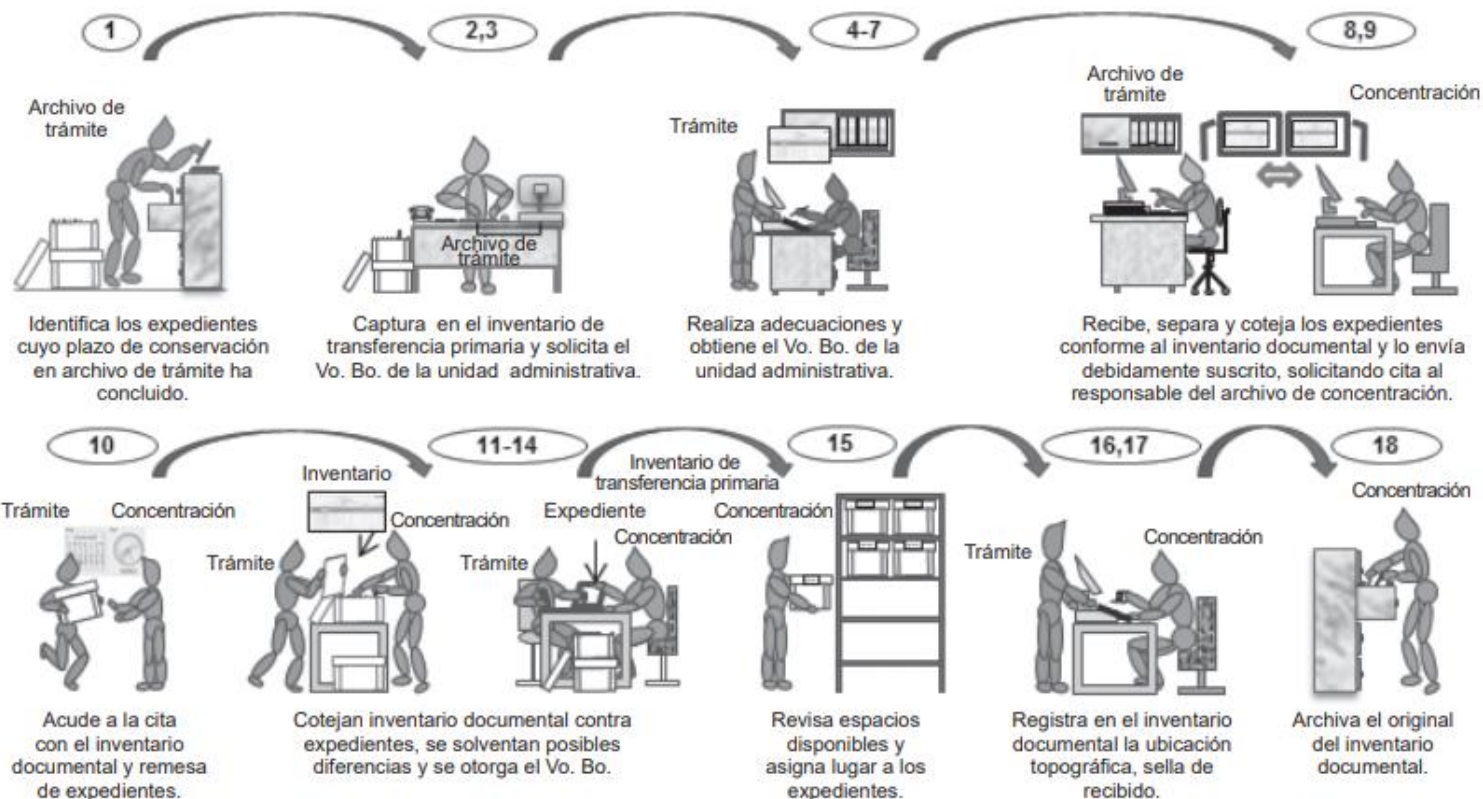 1
2,3
4-7
8,9
Archivo de
trámite
Archivo de
trámite
Trámite
Archivo de
trámite
Concentración
Identifica los expedientes
cuyo plazo de conservación
en archivo de trámite ha
concluido.
Captura en el inventario de
transferencia primaria y solicita el
Vo. Bo. de la unidad administrativa.
Realiza adecuaciones y
obtiene el Vo. Bo. de la
unidad administrativa.
Recibe, separa y coteja los expedientes
conforme al inventario documental y lo envía
debidamente suscrito, solicitando cita al
responsable del archivo de concentración.
10
11-14
15
16,17
18
Trámite
Concentración
Inventario
Trámite
Concentración
Inventario de
transferencia primaria
Expediente
Trámite
Concentración
Concentración
Trámite
Concentración
Concentración
Acude a la cita
con el inventario
documental y remesa
de expedientes.
Cotejan inventario documental contra
expedientes, se solventan posibles
diferencias y se otorga el Vo. Bo.
Revisa espacios
disponibles y
asigna lugar a los
expedientes.
Registra en el inventario
documental la ubicación
topográfica, sella de
recibido.
Archiva el original
del inventario
documental.